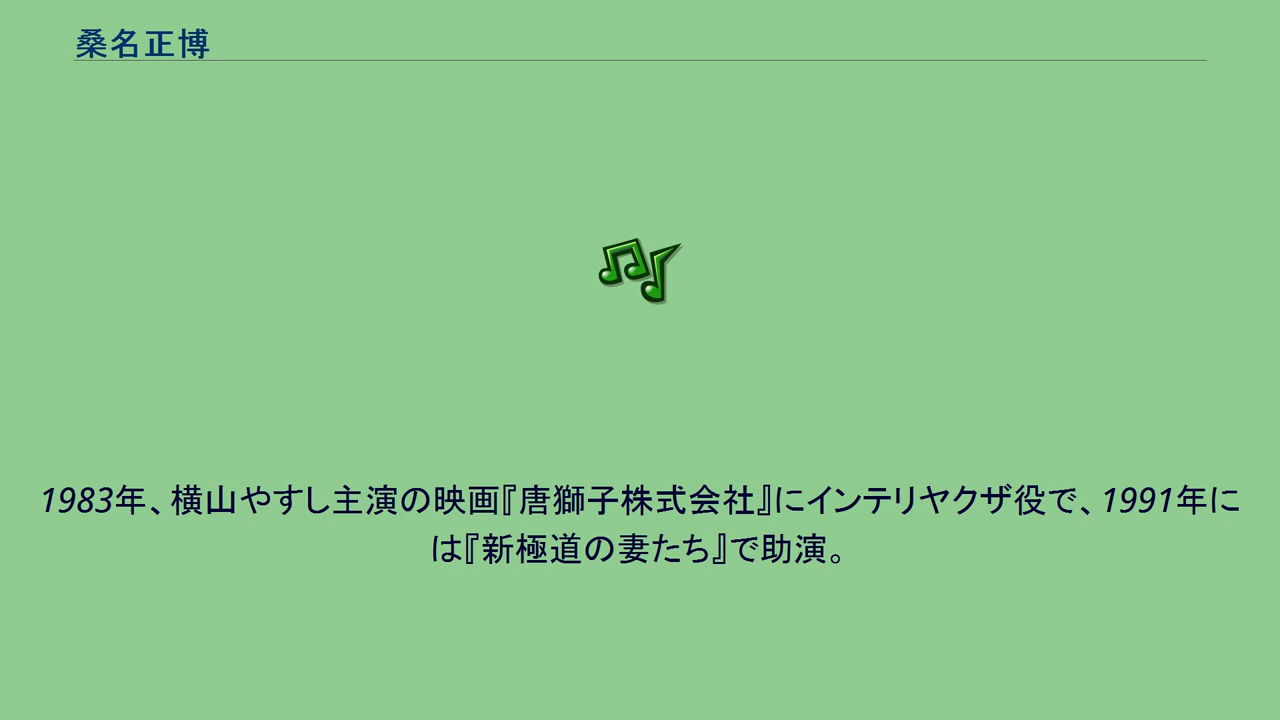 桑名正博
1983年、横山やすし主演の映画『唐獅子株式会社』にインテリヤクザ役で、1991年に
は『新極道の妻たち』で助演。